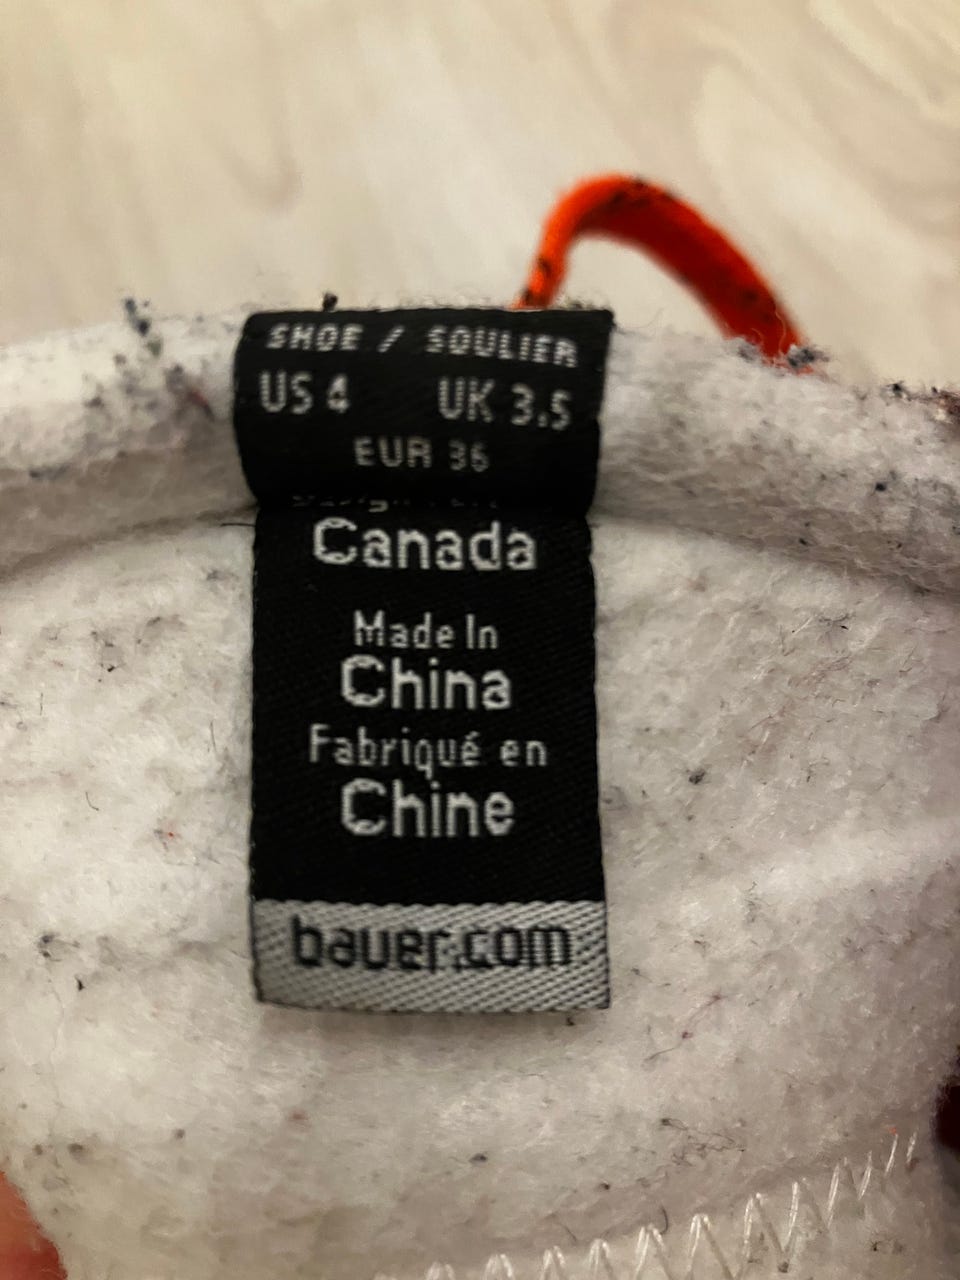 SHOE / SOULIER
US 4 UK 3.5
EUR 36
Canada
Made In
China
Fabriqué en
Chine
bauer.com